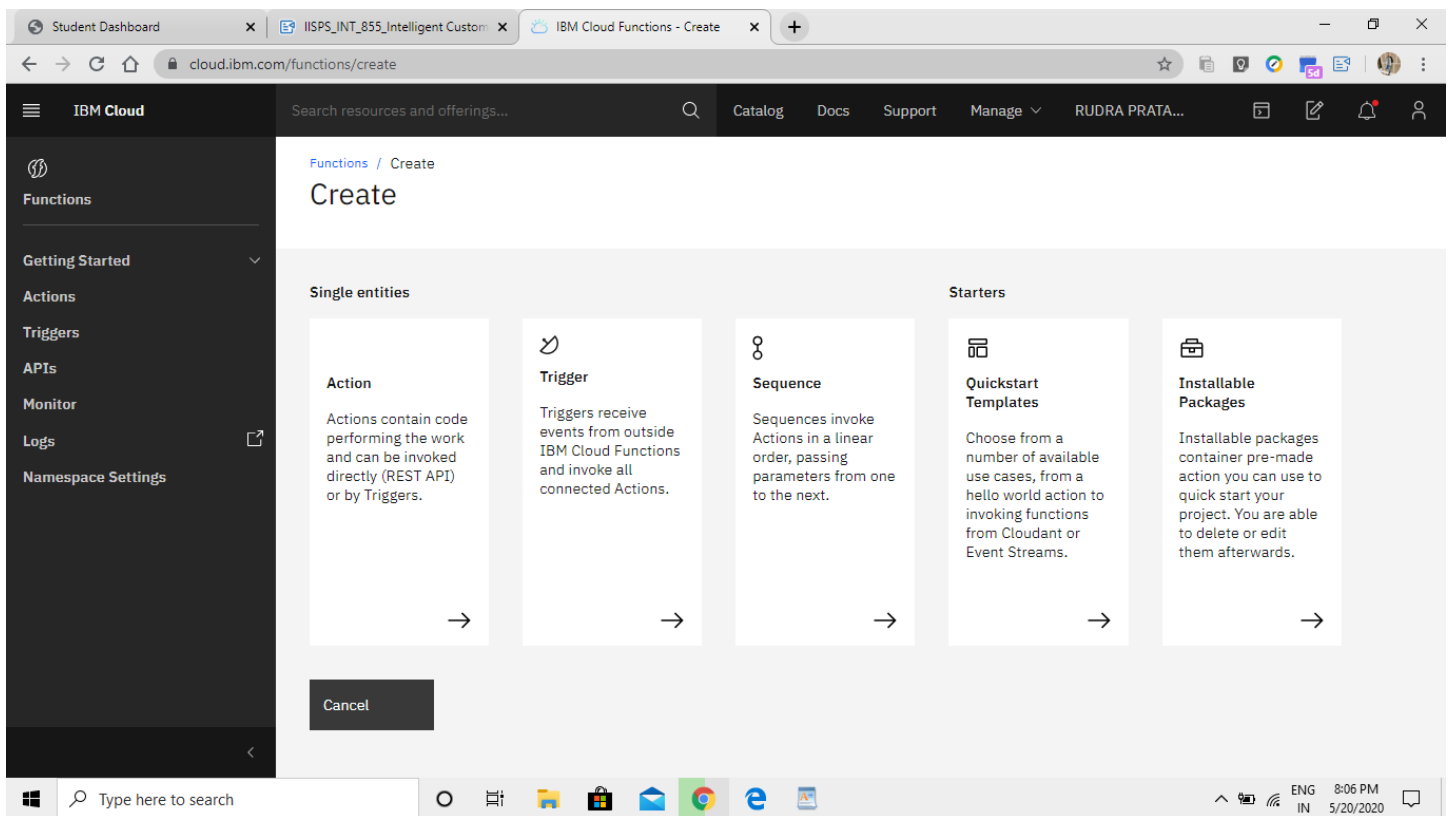 Student Dashboard
IISPS_INT_855_Intelligent Custom
IBM Cloud Functions - Create
cloud.ibm.com/functions/create
5d
IBM Cloud
Search resources and offerings...
Catalog
Docs
Support
Manage
RUDRA PRATA...
Functions
Getting Started
Actions
Triggers
APIs
Monitor
Logs
Namespace Settings
Functions / Create
Create
Single entities
Action
Actions contain code
performing the work
and can be invoked
directly (REST API)
or by Triggers.
Trigger
Triggers receive
events from outside
IBM Cloud Functions
and invoke all
connected Actions.
Sequence
Sequences invoke
Actions in a linear
order, passing
parameters from one
to the next.
Starters
Quickstart
Templates
Choose from a
number of available
use cases, from a
hello world action to
invoking functions
from Cloudant or
Event Streams.
Installable
Packages
Installable packages
container pre-made
action you can use to
quick start your
project. You are able
to delete or edit
them afterwards.
Cancel
Type here to search
ENG
IN
8:06 PM
5/20/2020